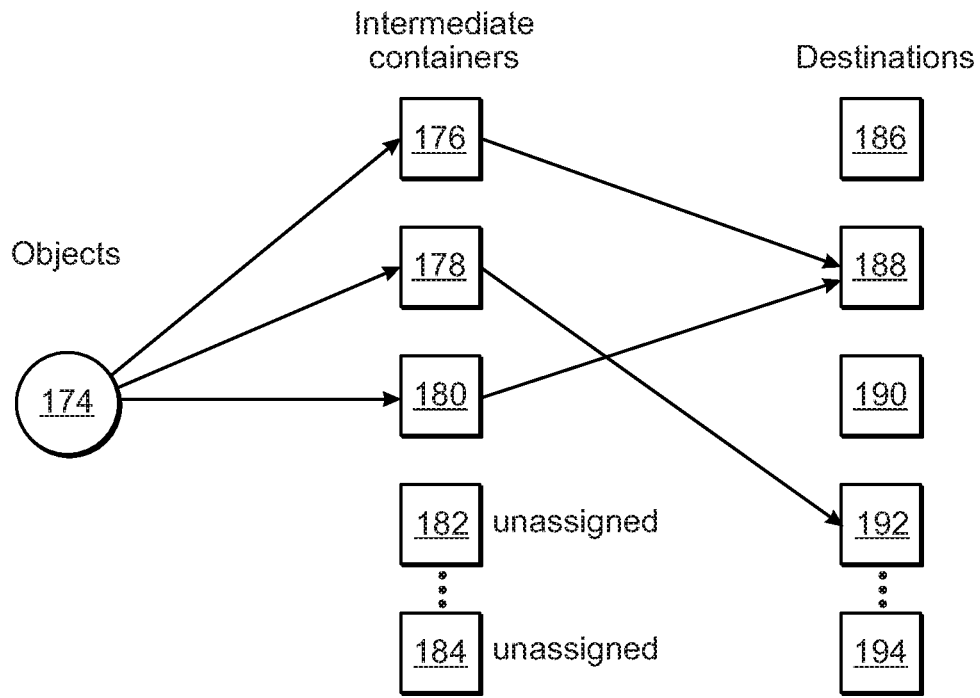 Intermediate
containers
Destinations
176
186
Objects
178
188
174
180
190
182 unassigned
192
184 unassigned
194